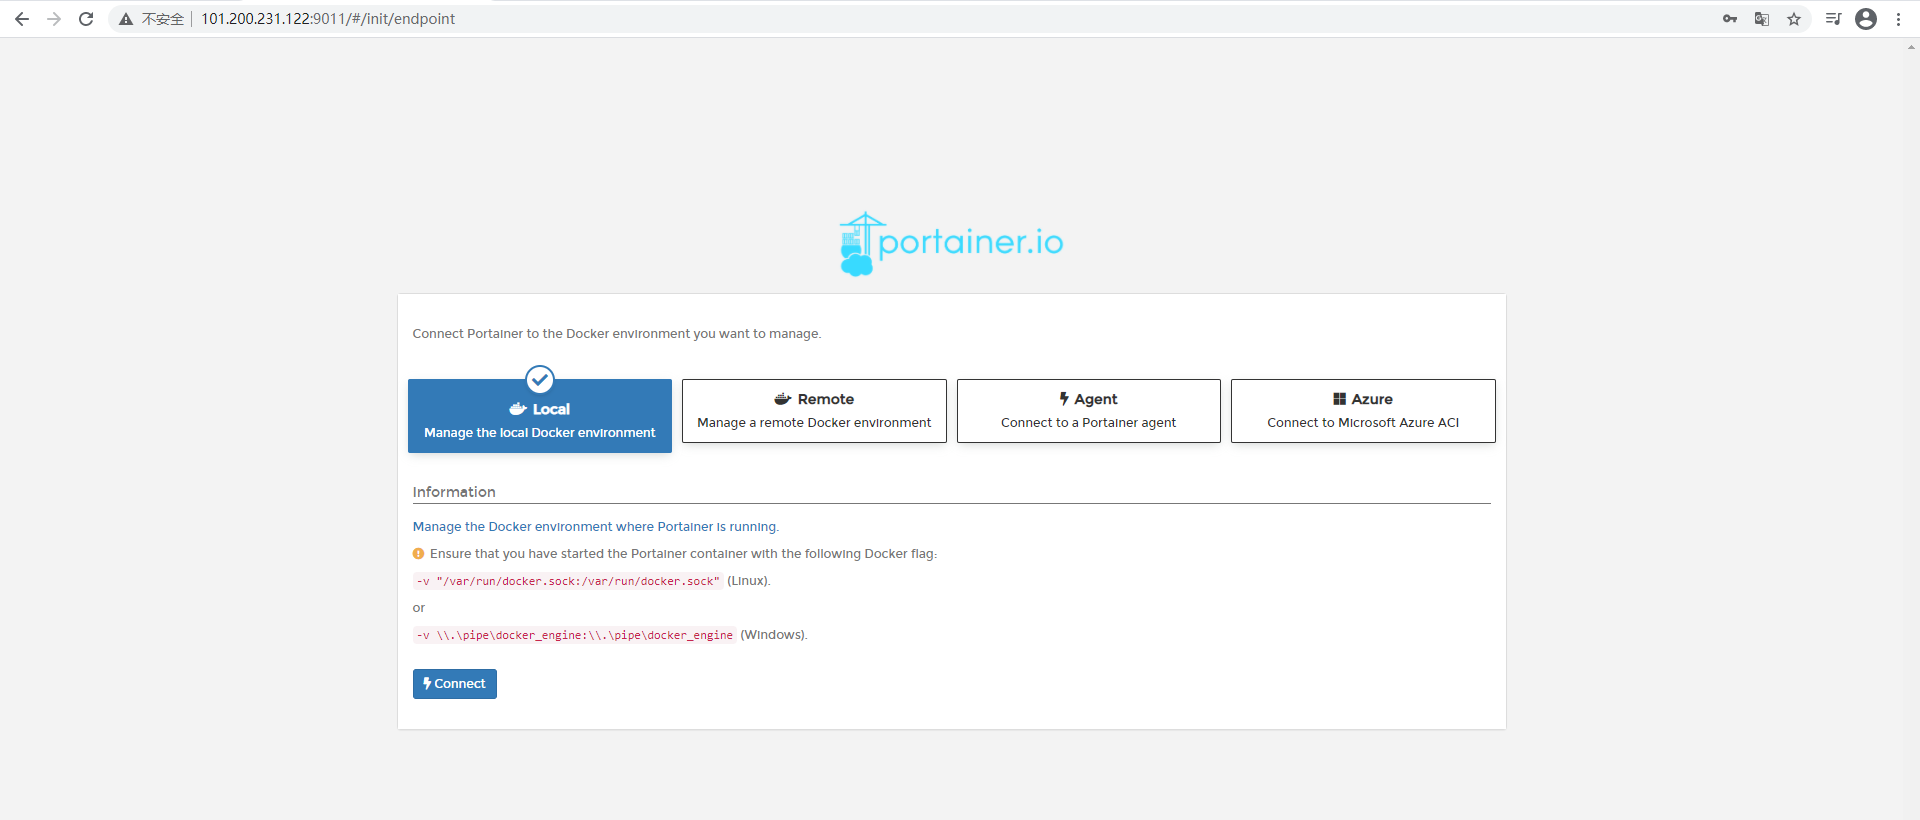 不安全 101.200.231.122:9011/#/init/endpoint
portainer.io
Connect Portainer to the Docker environment you want to manage.
Local
Manage the local Docker environment
Remote
Manage a remote Docker environment
Agent
Connect to a Portainer agent
Azure
Connect to Microsoft Azure ACI
Information
Manage the Docker environment where Portainer is running.
Ensure that you have started the Portainer container with the following Docker flag:
-v "/var/run/docker.sock:/var/run/docker.sock" (Linux).
or
-v \\.\pipe\docker_engine:\\.\pipe\docker_engine (Windows).
Connect